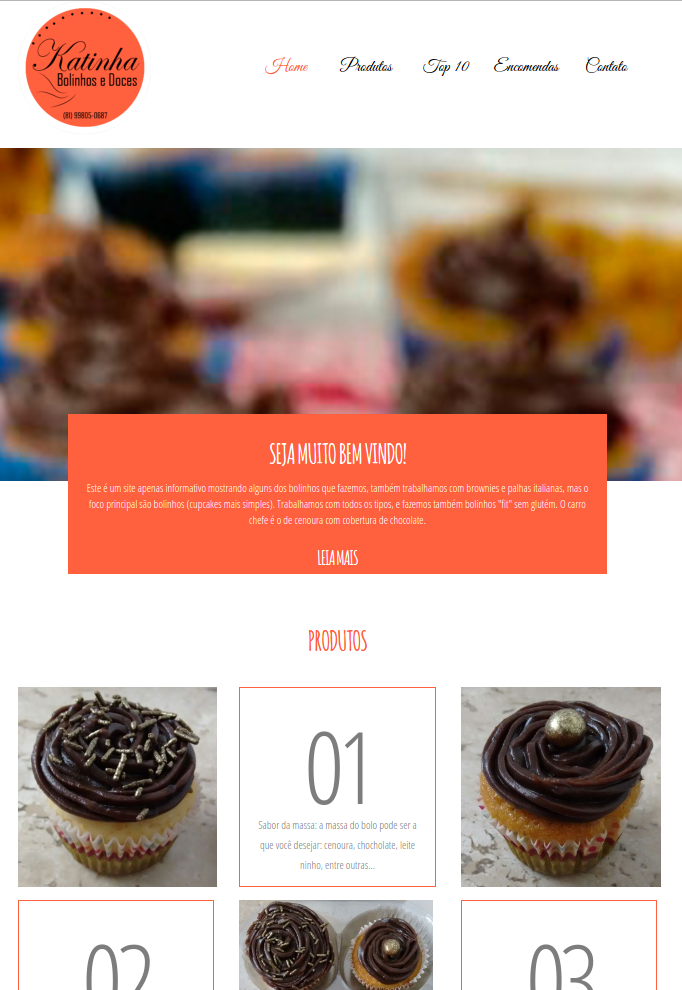 Katinha
Bolinhos e Doces
(81) 99805-0687
Home Produtos Top 10 Encomendas Contato
SEJA MUITO BEM VINDO!
Este é um site apenas informativo mostrando alguns dos bolinhos que fazemos, também trabalhamos com brownies e palhas italianas, mas o
foco principal são bolinhos (cupcakes mais simples). Trabalhamos com todos os tipos, e fazemos também bolinhos "fit" sem glutém. O carro
chefe é o de cenoura com cobertura de chocolate.
LEIA MAIS
PRODUTOS
01
Sabor da massa: a massa do bolo pode ser a
que você desejar: cenoura, chocholate, leite
ninho, entre outras...
02
03